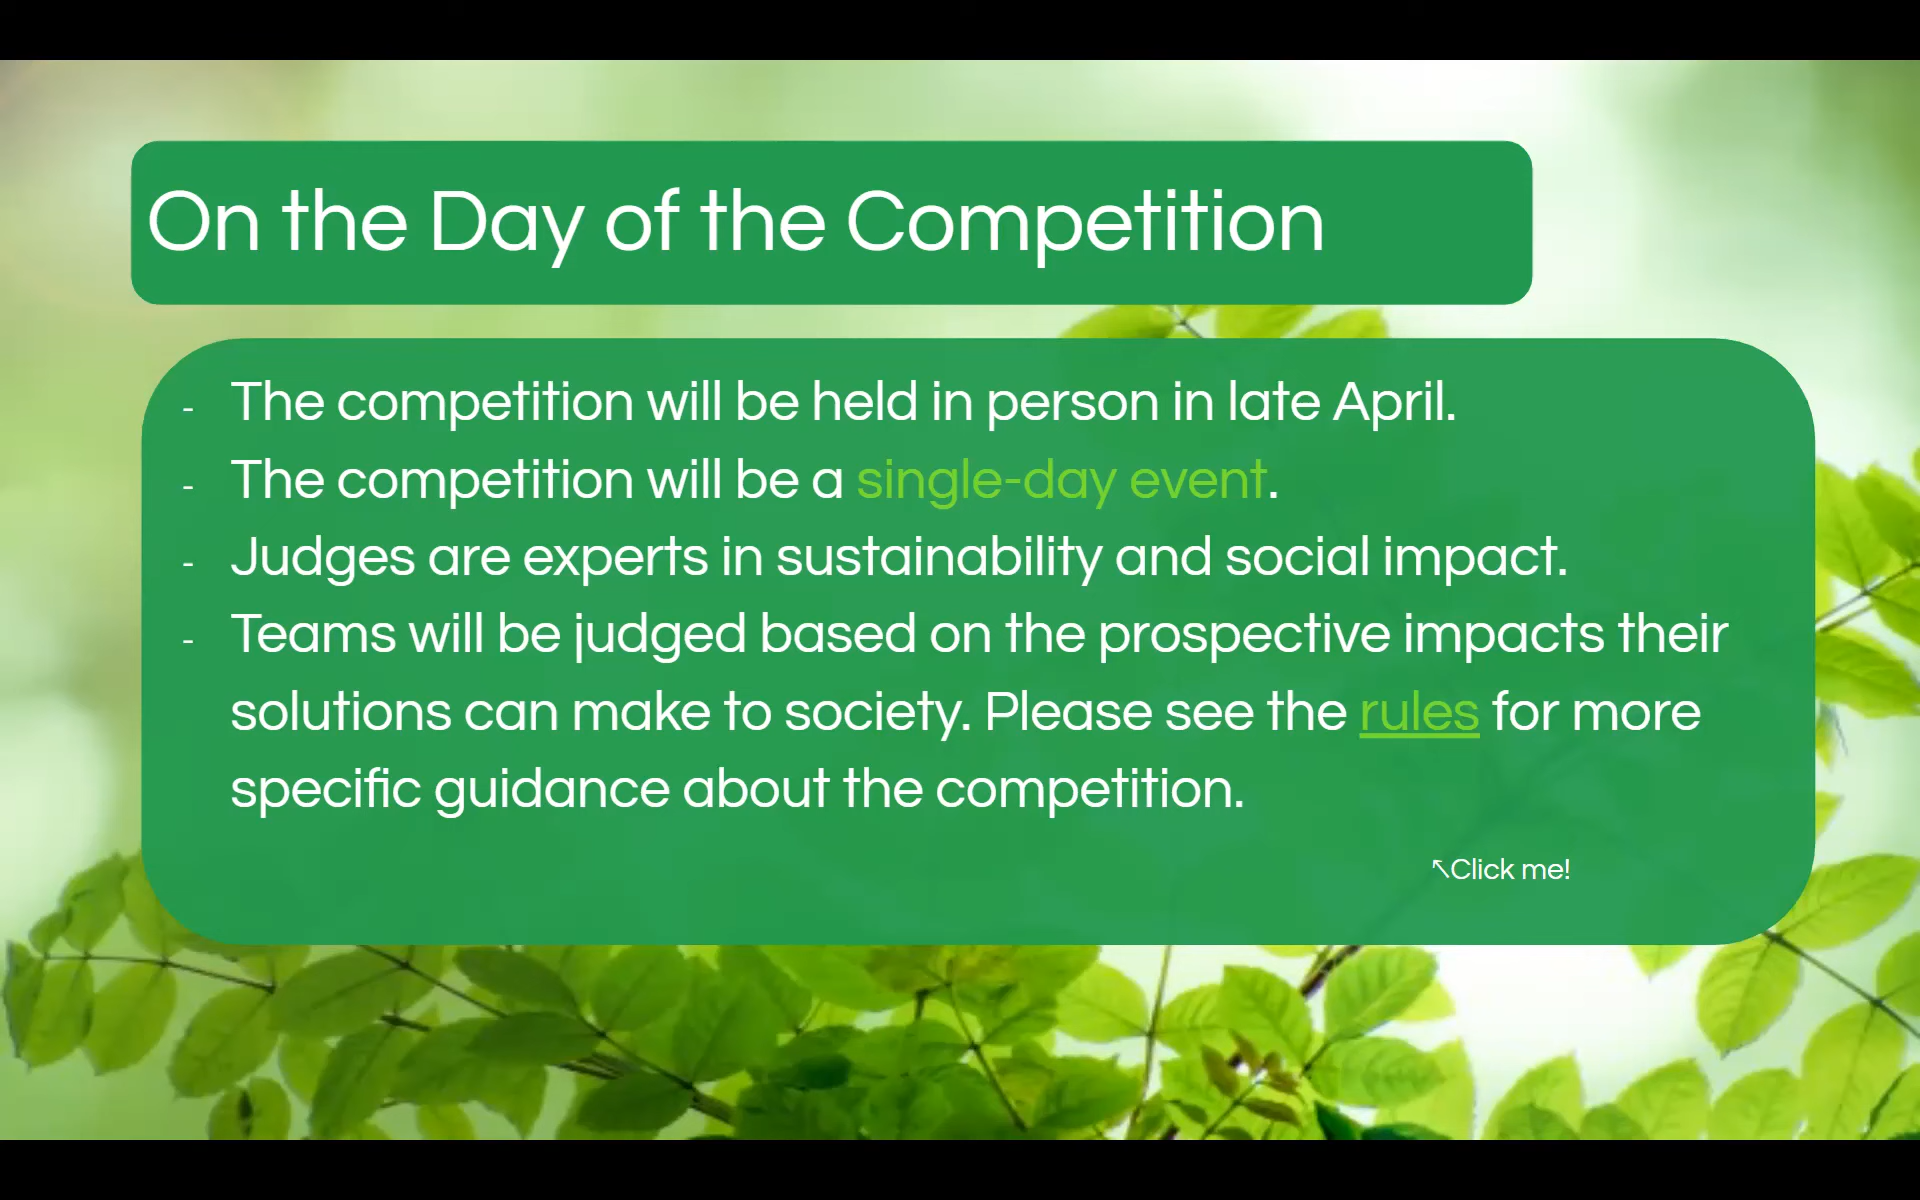 On the Day of the Competition
- The competition will be held in person in late April.
- The competition will be a single-day event.
- Judges are experts in sustainability and social impact.
- Teams will be judged based on the prospective impacts their
solutions can make to society. Please see the rules for more
specific guidance about the competition.
↖Click me!